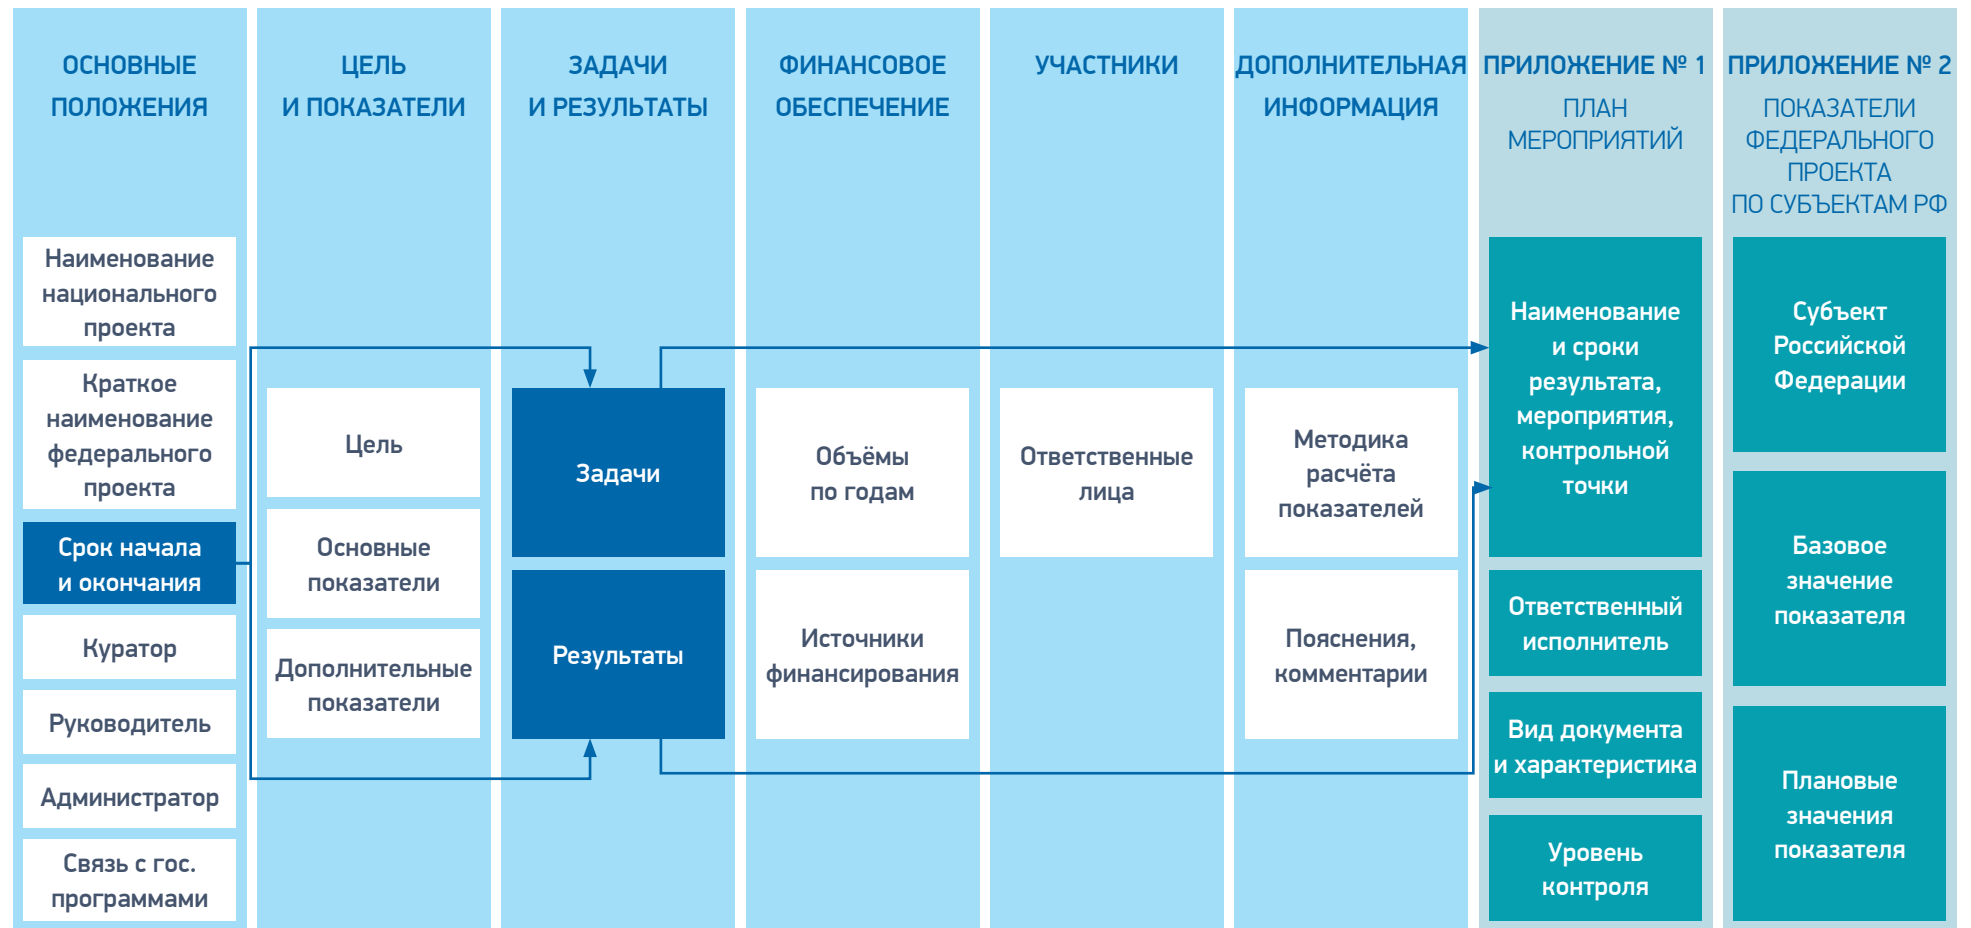 ОСНОВНЫЕ
ПОЛОЖЕНИЯ
Наименование
национального
проекта
Краткое
наименование
федерального
проекта
Срок начала
и окончания
Куратор
Руководитель
Администратор
Связь с гос.
программами
ЦЕЛЬ
И ПОКАЗАТЕЛИ
Цель
Основные
показатели
Дополнительные
показатели
ЗАДАЧИ
И РЕЗУЛЬТАТЫ
Задачи
Результаты
ФИНАНСОВОЕ
ОБЕСПЕЧЕНИЕ
Объёмы
по годам
Источники
финансирования
УЧАСТНИКИ
Ответственные
лица
ДОПОЛНИТЕЛЬНАЯ
ИНФОРМАЦИЯ
Методика
расчёта
показателей
Пояснения,
комментарии
ПРИЛОЖЕНИЕ № 1
ПЛАН
МЕРОПРИЯТИЙ
Наименование
и сроки
результата,
мероприятия,
контрольной
точки
Ответственный
исполнитель
Вид документа
и характеристика
Уровень
контроля
ПРИЛОЖЕНИЕ № 2
ПОКАЗАТЕЛИ
ФЕДЕРАЛЬНОГО
ПРОЕКТА
ПО СУБЪЕКТАМ РФ
Субъект
Российской
Федерации
Базовое
значение
показателя
Плановые
значения
показателя